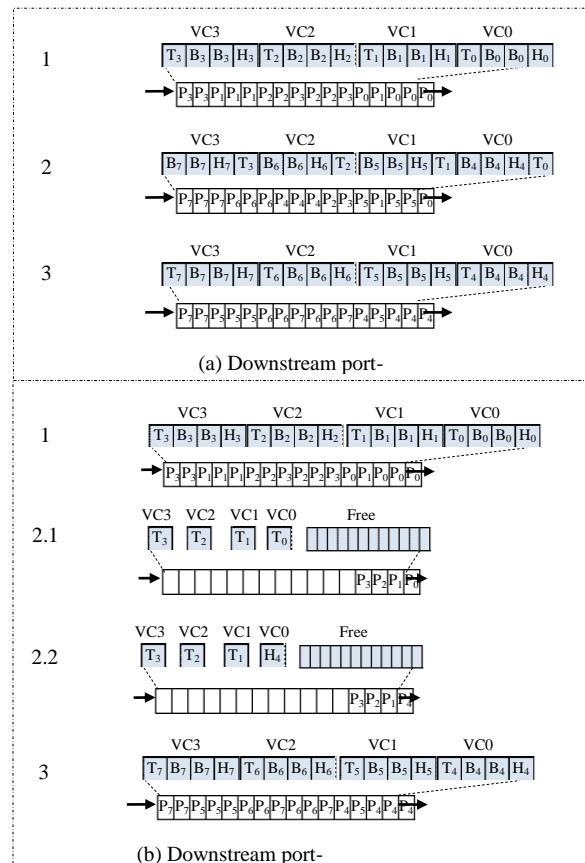 VC3 VC2 VC1 VC0
1 T3 B3 B3 H3 T2 B2 B2 H2 T1 B1 B1 H1 T0 B0 B0 H0
P3 P3 P1 P1 P1 P2 P2 P3 P2 P2 P3 P0 P1 P0 P0 P0
VC3 VC2 VC1 VC0
2 B7 B7 H7 T3 B6 B6 H6 T2 B5 B5 H5 T1 B4 B4 H4 T0
P7 P7 P7 P6 P6 P6 P4 P4 P4 P2 P3 P5 P1 P5 P5 P0
VC3 VC2 VC1 VC0
3 T7 B7 B7 H7 T6 B6 B6 H6 T5 B5 B5 H5 T4 B4 B4 H4
P7 P7 P5 P5 P5 P6 P6 P7 P6 P6 P7 P4 P5 P4 P4 P4
(a) Downstream port-
VC3 VC2 VC1 VC0
1 T3 B3 B3 H3 T2 B2 B2 H2 T1 B1 B1 H1 T0 B0 B0 H0
P3 P3 P1 P1 P1 P2 P2 P3 P2 P2 P3 P0 P1 P0 P0 P0
VC3 VC2 VC1 VC0 Free
2.1 T3 T2 T1 T0
P3 P2 P1 P0
VC3 VC2 VC1 VC0 Free
2.2 T3 T2 T1 H4
P3 P2 P1 P4
VC3 VC2 VC1 VC0
3 T7 B7 B7 H7 T6 B6 B6 H6 T5 B5 B5 H5 T4 B4 B4 H4
P7 P7 P5 P5 P5 P6 P6 P7 P6 P6 P7 P4 P5 P4 P4 P4
(b) Downstream port-